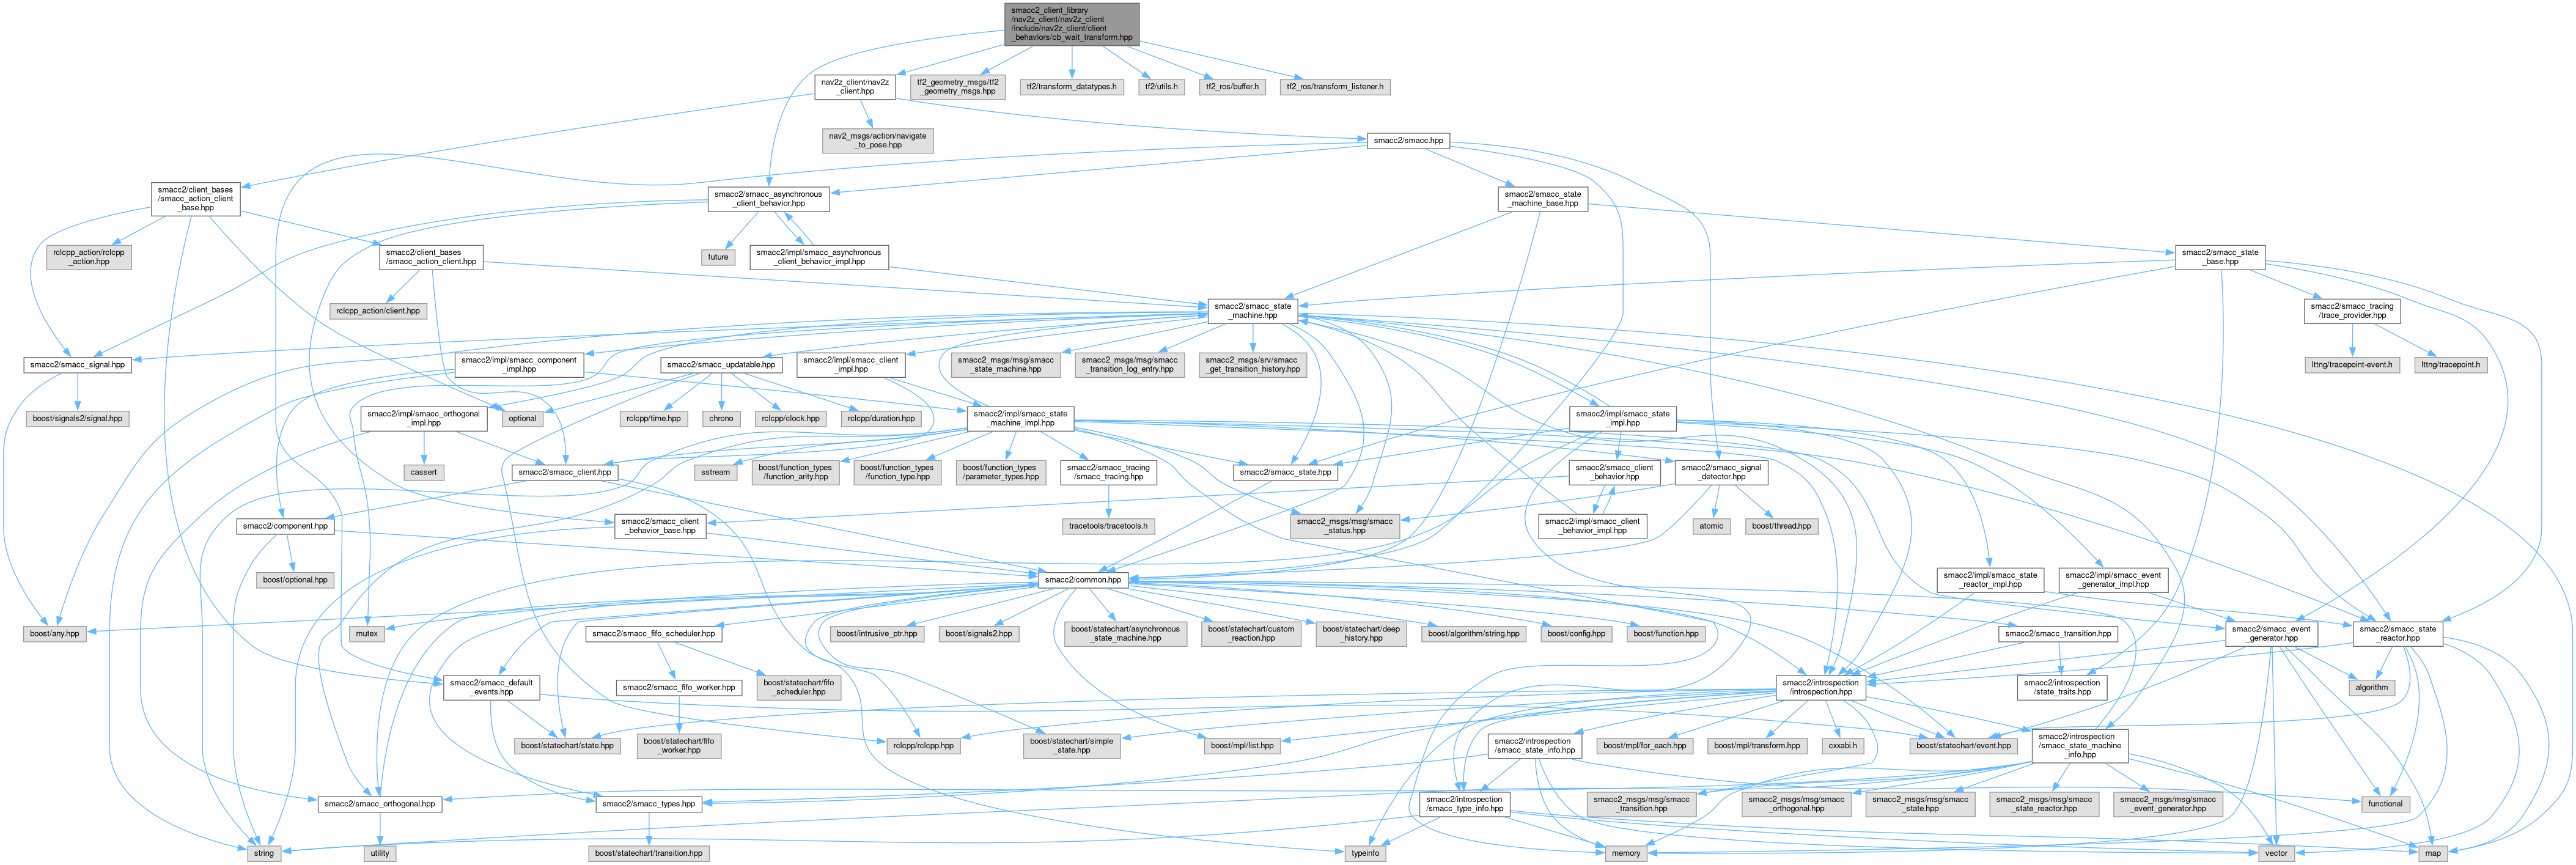 smacc2_client_library
/nav2z_client/nav2z_client
/include/nav2z_client/client
_behaviors/cb_wait_transform.hpp
nav2z_client/nav2z
_client.hpp
tf2_geometry_msgs/tf2
_geometry_msgs.hpp
tf2/transform_datatypes.h
tf2/utils.h
tf2_ros/buffer.h
tf2_ros/transform_listener.h
nav2_msgs/action/navigate
_to_pose.hpp
smacc2/smacc.hpp
smacc2/client_bases
/smacc_action_client
_base.hpp
smacc2/smacc_asynchronous
_client_behavior.hpp
smacc2/smacc_state
_machine_base.hpp
rclcpp_action/rclcpp
_action.hpp
smacc2/client_bases
/smacc_action_client.hpp
future
smacc2/impl/smacc_asynchronous
_client_behavior_impl.hpp
smacc2/smacc_state
_base.hpp
rclcpp_action/client.hpp
smacc2/smacc_state
_machine.hpp
smacc2/smacc_tracing
/trace_provider.hpp
smacc2/smacc_signal.hpp
smacc2/impl/smacc_component
_impl.hpp
smacc2/smacc_updatable.hpp
smacc2/impl/smacc_client
_impl.hpp
smacc2_msgs/msg/smacc
_state_machine.hpp
smacc2_msgs/msg/smacc
_transition_log_entry.hpp
smacc2_msgs/srv/smacc
_get_transition_history.hpp
lttng/tracepoint-event.h
lttng/tracepoint.h
boost/signals2/signal.hpp
smacc2/impl/smacc_orthogonal
_impl.hpp
optional
rclcpp/time.hpp
chrono
rclcpp/clock.hpp
rclcpp/duration.hpp
smacc2/impl/smacc_state
_machine_impl.hpp
smacc2/impl/smacc_state
_impl.hpp
cassert
smacc2/smacc_client.hpp
sstream
boost/function_types
/function_arity.hpp
boost/function_types
/function_type.hpp
boost/function_types
/parameter_types.hpp
smacc2/smacc_tracing
/smacc_tracing.hpp
smacc2/smacc_state.hpp
smacc2/smacc_client
_behavior.hpp
smacc2/smacc_signal
_detector.hpp
smacc2/component.hpp
smacc2/smacc_client
_behavior_base.hpp
tracetools/tracetools.h
smacc2_msgs/msg/smacc
_status.hpp
smacc2/impl/smacc_client
_behavior_impl.hpp
atomic
boost/thread.hpp
boost/optional.hpp
smacc2/common.hpp
smacc2/impl/smacc_state
_reactor_impl.hpp
smacc2/impl/smacc_event
_generator_impl.hpp
boost/any.hpp
mutex
smacc2/smacc_fifo_scheduler.hpp
boost/intrusive_ptr.hpp
boost/signals2.hpp
boost/statechart/asynchronous
_state_machine.hpp
boost/statechart/custom
_reaction.hpp
boost/statechart/deep
_history.hpp
boost/algorithm/string.hpp
boost/config.hpp
boost/function.hpp
smacc2/smacc_transition.hpp
smacc2/smacc_event
_generator.hpp
smacc2/smacc_state
_reactor.hpp
smacc2/smacc_default
_events.hpp
smacc2/smacc_fifo_worker.hpp
boost/statechart/fifo
_scheduler.hpp
smacc2/introspection
/introspection.hpp
smacc2/introspection
/state_traits.hpp
algorithm
boost/statechart/state.hpp
boost/statechart/fifo
_worker.hpp
rclcpp/rclcpp.hpp
boost/statechart/simple
_state.hpp
boost/mpl/list.hpp
smacc2/introspection
/smacc_state_info.hpp
boost/mpl/for_each.hpp
boost/mpl/transform.hpp
cxxabi.h
boost/statechart/event.hpp
smacc2/introspection
/smacc_state_machine
_info.hpp
smacc2/smacc_orthogonal.hpp
smacc2/smacc_types.hpp
smacc2/introspection
/smacc_type_info.hpp
smacc2_msgs/msg/smacc
_transition.hpp
smacc2_msgs/msg/smacc
_orthogonal.hpp
smacc2_msgs/msg/smacc
_state.hpp
smacc2_msgs/msg/smacc
_state_reactor.hpp
smacc2_msgs/msg/smacc
_event_generator.hpp
functional
string
utility
boost/statechart/transition.hpp
typeinfo
memory
vector
map